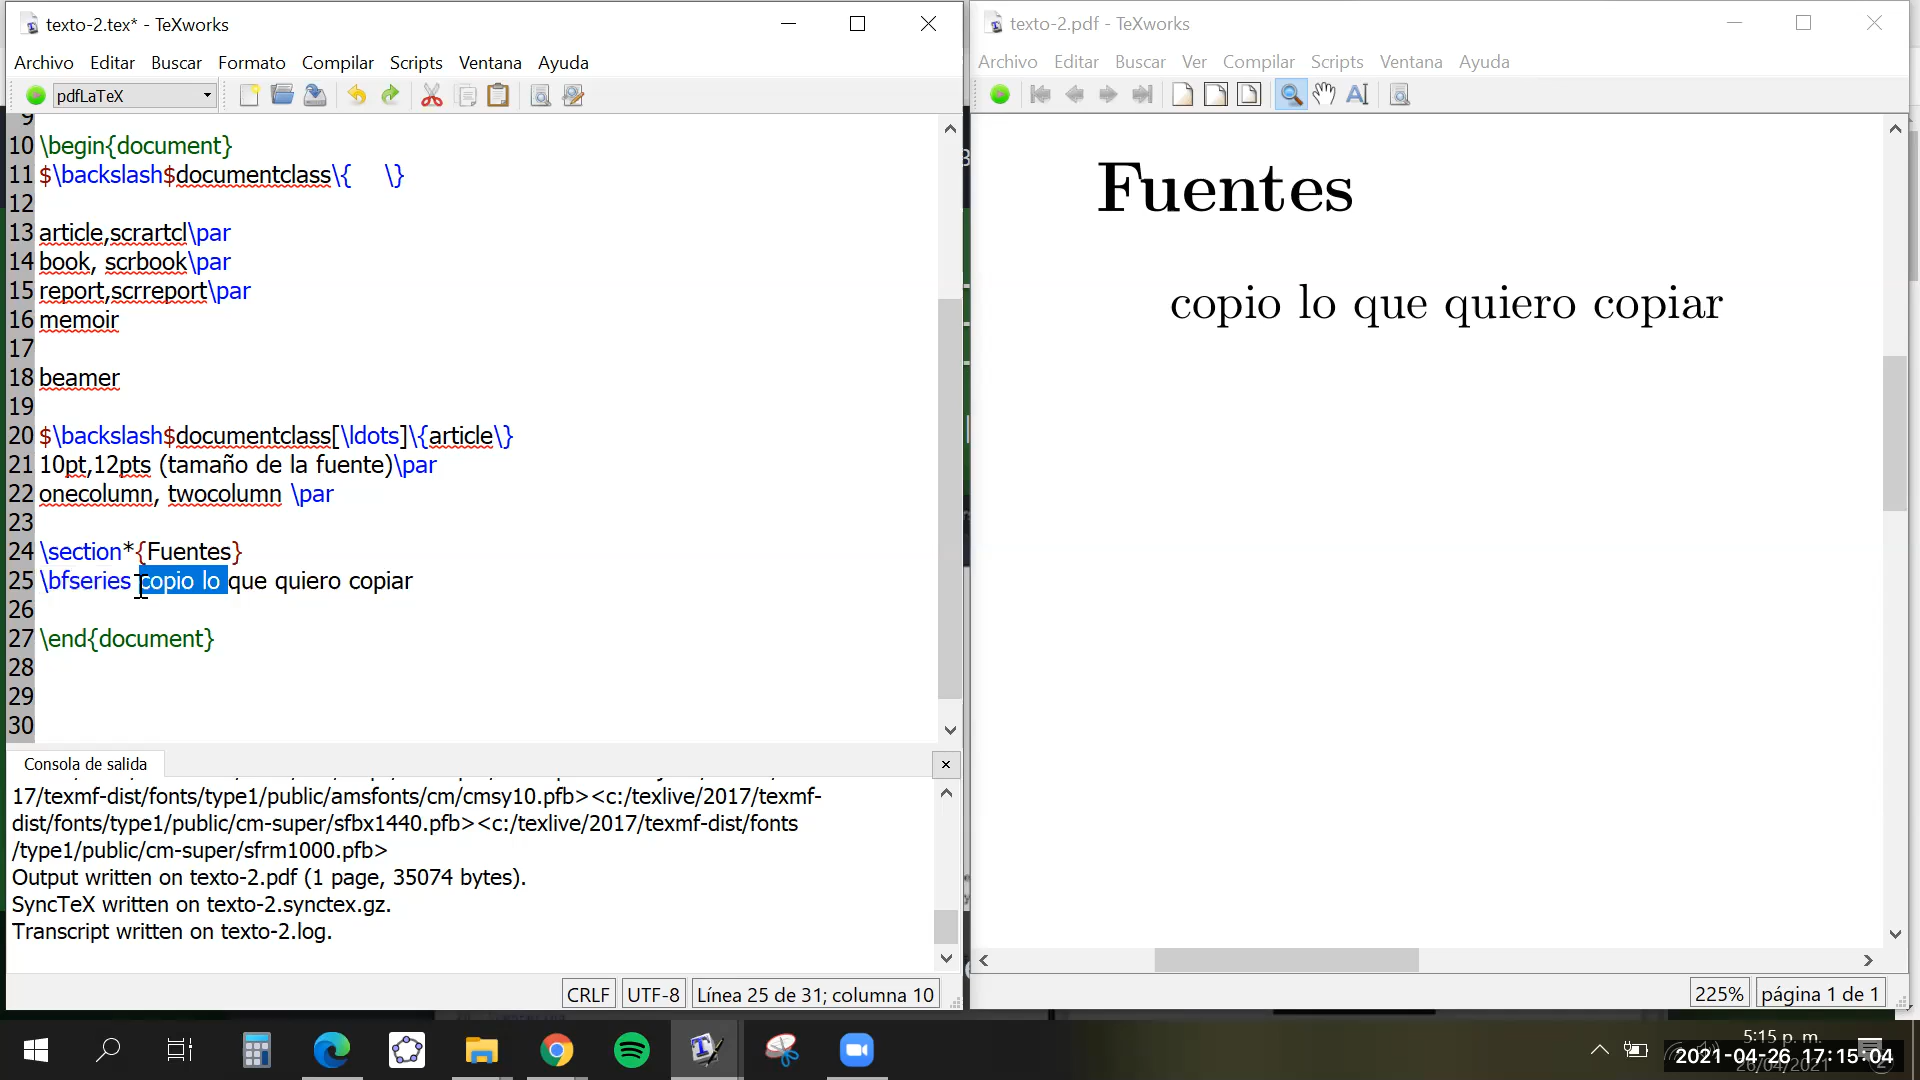 texto-2.tex* - TeXworks
Archivo Editar Buscar Formato Compilar Scripts Ventana Ayuda
pdfLaTeX
9
10 \begin{document}
11 $\backslash$documentclass\{ \}
12
13 article,scrartcl\par
14 book, scrbook\par
15 report,scrreport\par
16 memoir
17
18 beamer
19
20 $\backslash$documentclass[\ldots]\{article\}
21 10pt,12pts (tamaño de la fuente)\par
22 onecolumn, twocolumn \par
23
24 \section*{Fuentes}
25 \bfseries copio lo que quiero copiar
26
27 \end{document}
28
29
30
Consola de salida
17/texmf-dist/fonts/type1/public/amsfonts/cm/cmsy10.pfb><c:/texlive/2017/texmf-
dist/fonts/type1/public/cm-super/sfbx1440.pfb><c:/texlive/2017/texmf-dist/fonts
/type1/public/cm-super/sfrm1000.pfb>
Output written on texto-2.pdf (1 page, 35074 bytes).
SyncTeX written on texto-2.synctex.gz.
Transcript written on texto-2.log.
CRLF UTF-8 Línea 25 de 31; columna 10
texto-2.pdf - TeXworks
Archivo Editar Buscar Ver Compilar Scripts Ventana Ayuda
Fuentes
copio lo que quiero copiar
225% página 1 de 1
5:15 p. m.
26/04/2021
2021-04-26 17:15:04